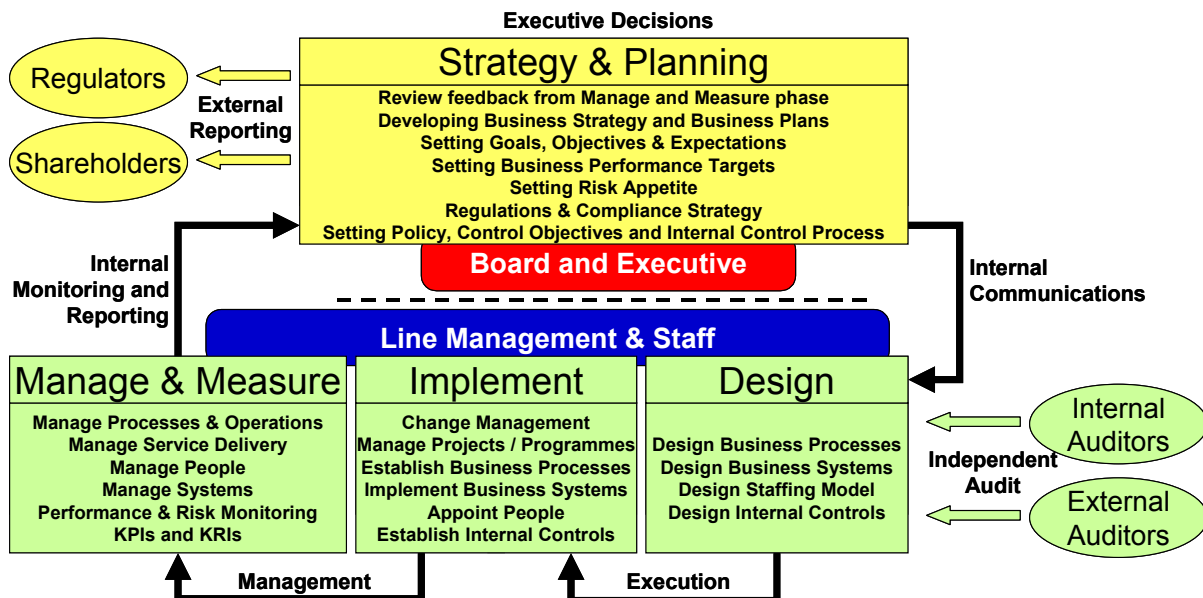 Executive Decisions
Strategy & Planning
Review feedback from Manage and Measure phase
Developing Business Strategy and Business Plans
Setting Goals, Objectives & Expectations
Setting Business Performance Targets
Setting Risk Appetite
Regulations & Compliance Strategy
Setting Policy, Control Objectives and Internal Control Process
Regulators
External
Reporting
Shareholders
Board and Executive
Internal
Monitoring and
Reporting
Internal
Communications
Line Management & Staff
Manage & Measure
Manage Processes & Operations
Manage Service Delivery
Manage People
Manage Systems
Performance & Risk Monitoring
KPIs and KRIs
Implement
Change Management
Manage Projects / Programmes
Establish Business Processes
Implement Business Systems
Appoint People
Establish Internal Controls
Design
Design Business Processes
Design Business Systems
Design Staffing Model
Design Internal Controls
Internal
Auditors
Independent
Audit
External
Auditors
Management
Execution